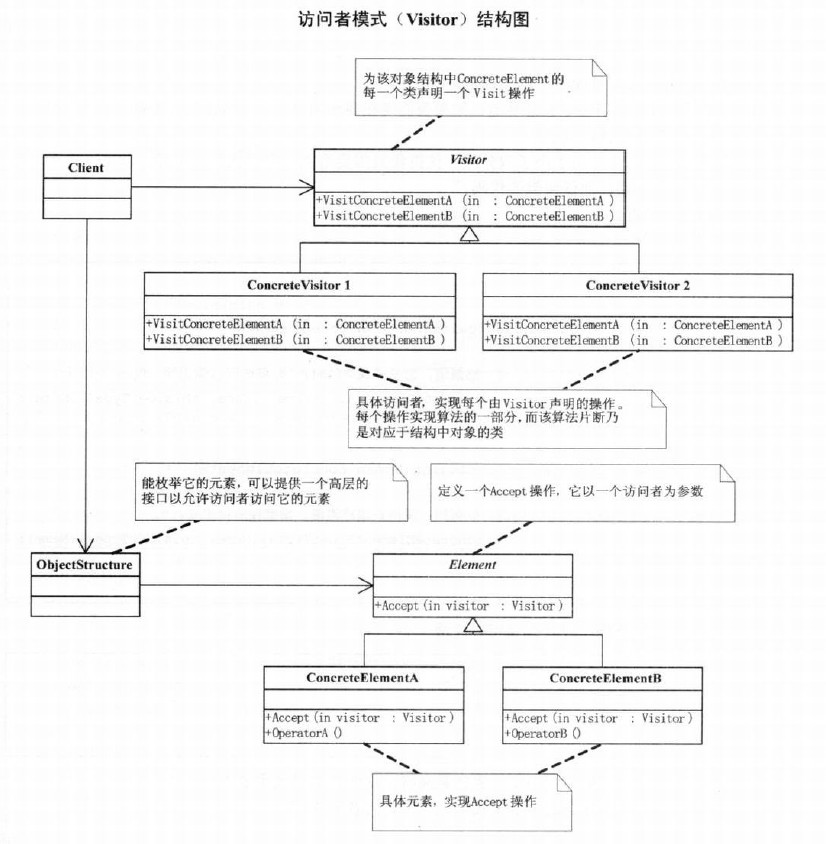 访问者模式（Visitor）结构图
为该对象结构中ConcreteElement的
每一个类声明一个 Visit 操作
Client
Visitor
+VisitConcreteElementA (in : ConcreteElementA)
+VisitConcreteElementB (in : ConcreteElementB)
ConcreteVisitor 1
+VisitConcreteElementA (in : ConcreteElementA)
+VisitConcreteElementB (in : ConcreteElementB)
ConcreteVisitor 2
+VisitConcreteElementA (in : ConcreteElementA)
+VisitConcreteElementB (in : ConcreteElementB)
具体访问者，实现每个由Visitor 声明的操作。
每个操作实现算法的一部分,而该算法片断乃
是对应于结构中对象的类
能枚举它的元素，可以提供一个高层的
接口以允许访问者访问它的元素
定义一个Accept 操作，它以一个访问者为参数
ObjectStructure
Element
+Accept(in visitor : Visitor)
ConcreteElementA
+Accept(in visitor : Visitor)
+OperatorA()
ConcreteElementB
+Accept(in visitor : Visitor)
+OperatorB()
具体元素，实现Accept 操作